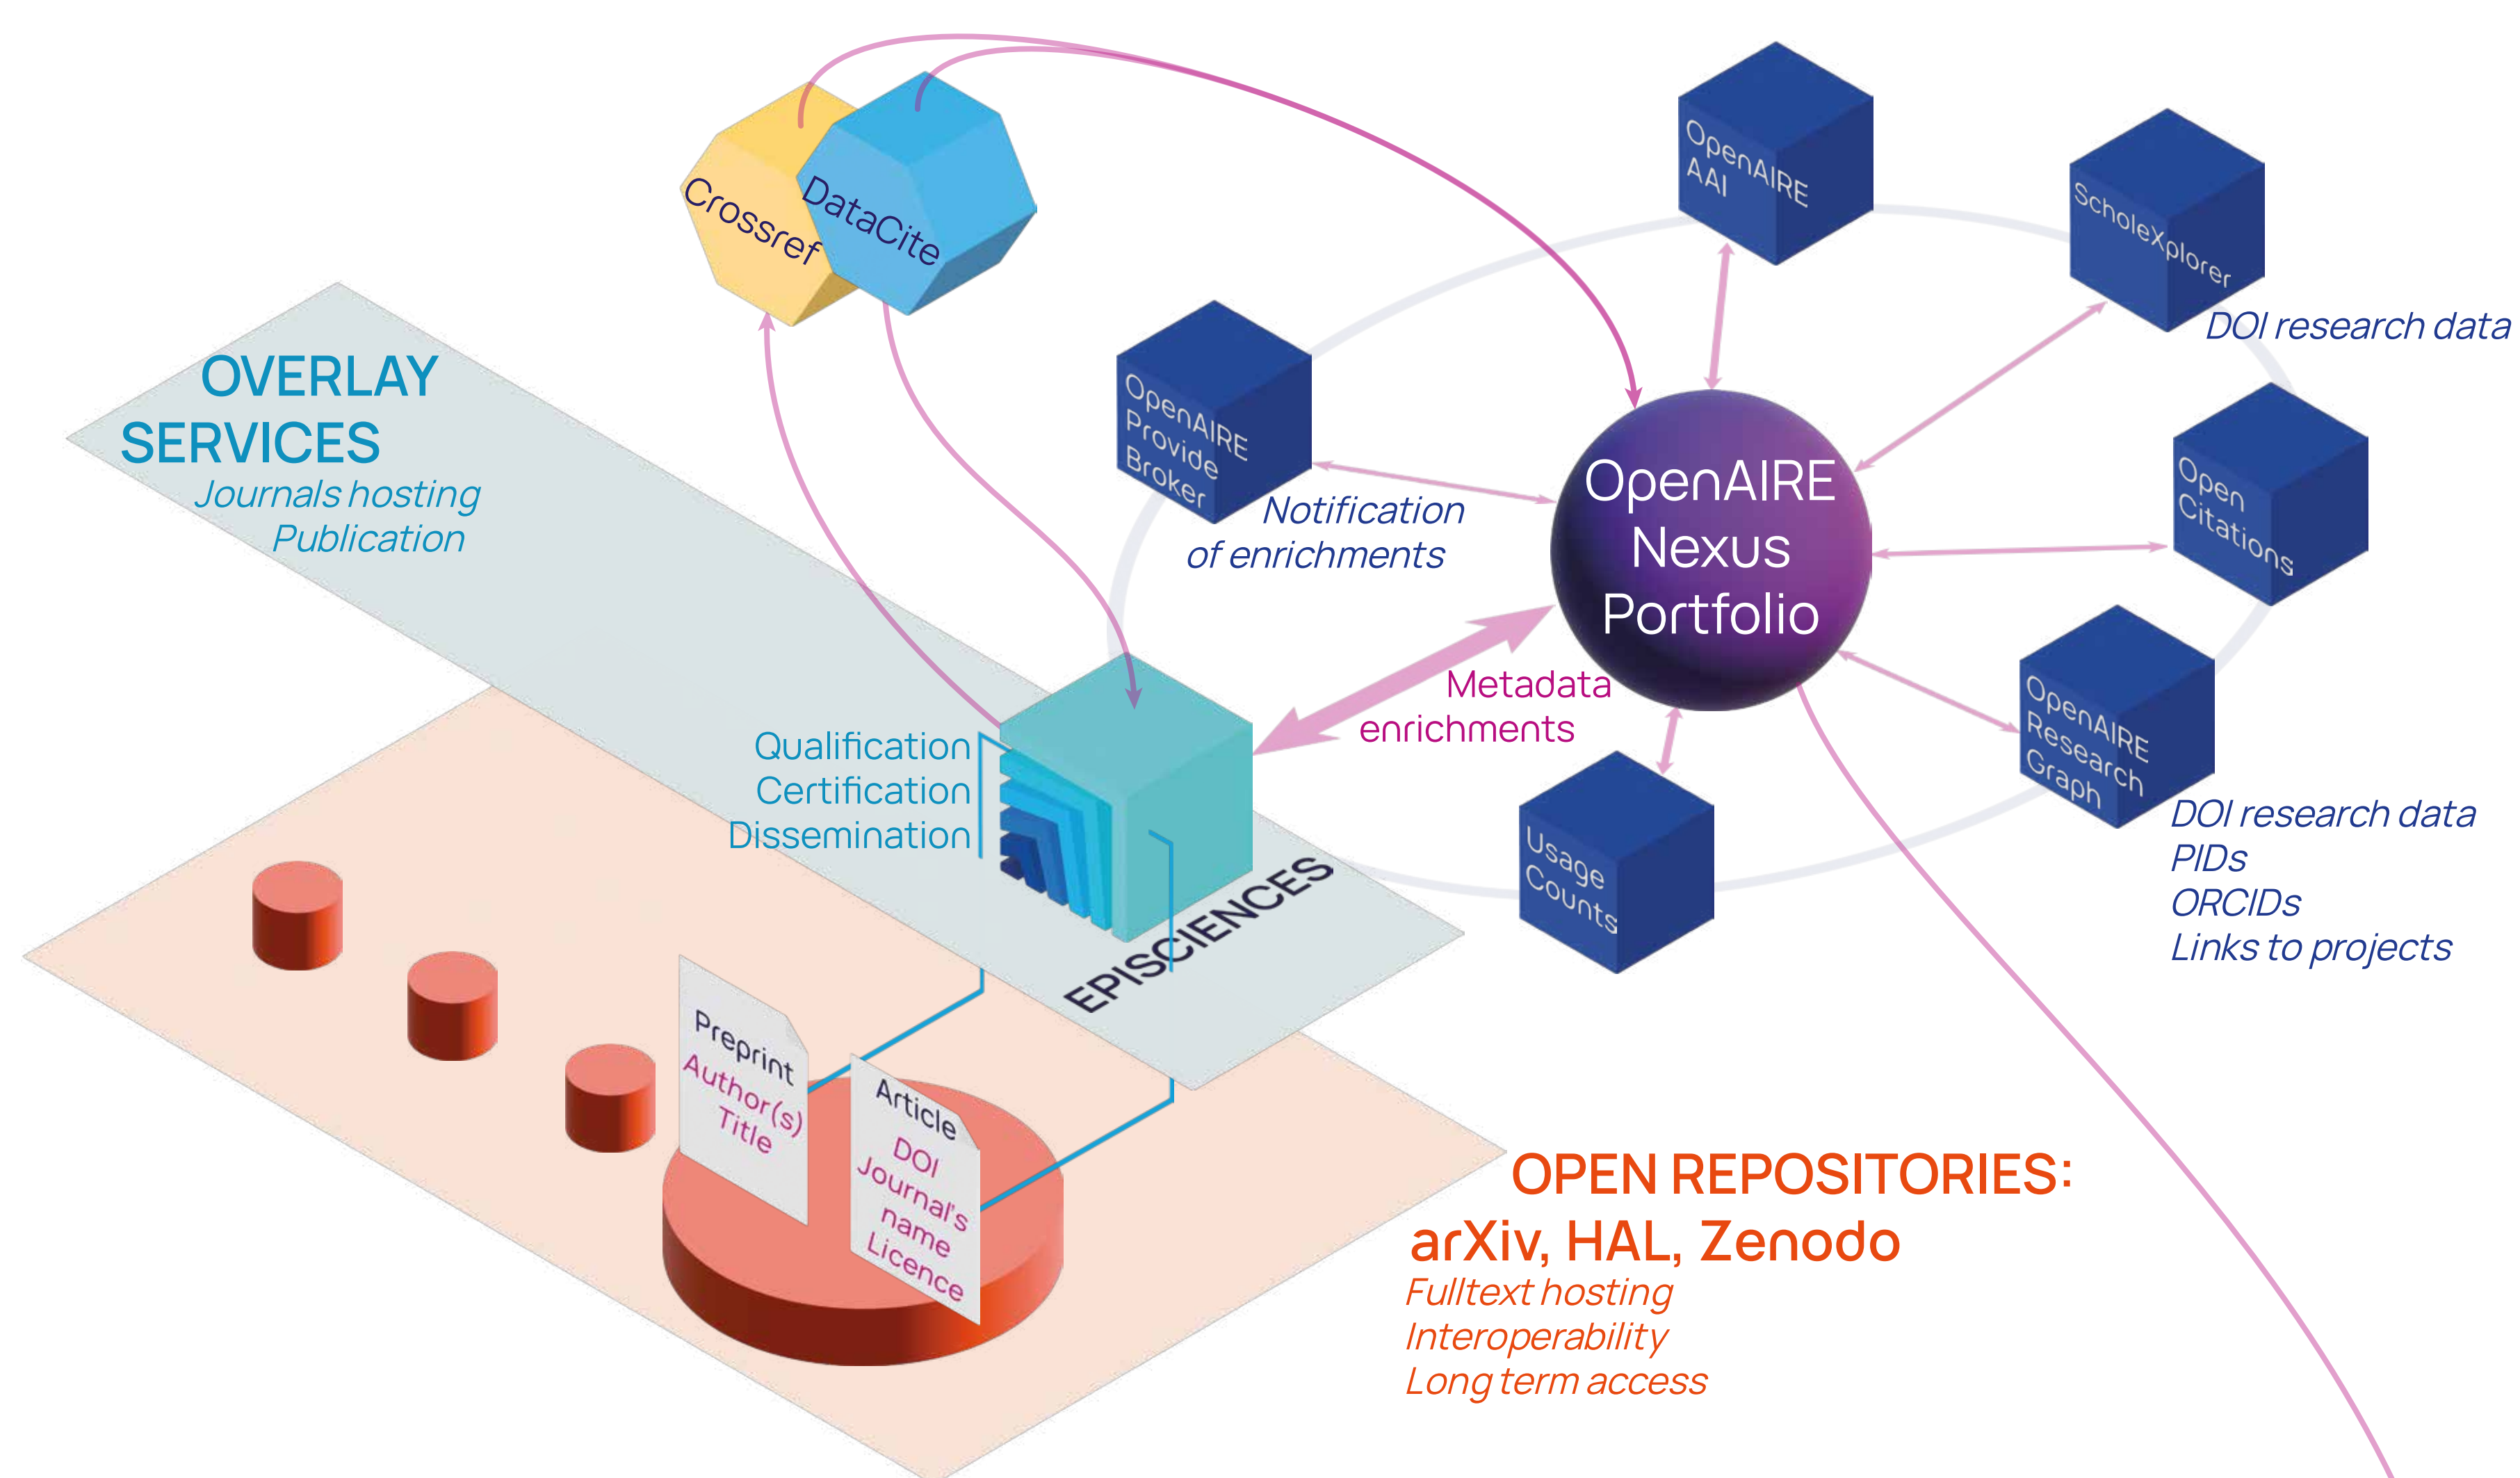 Crossref
DataCite
OVERLAY
SERVICES
Journals hosting
Publication
OpenAIRE
AAI
ScholeXplorer
DOI research data
OpenAIRE
Provide
Broker
Notification
of enrichments
OpenAIRE
Nexus
Portfolio
Open
Citations
Metadata
enrichments
OpenAIRE
Research
Graph
DOI research data
PIDs
ORCIDs
Links to projects
Usage
Counts
Qualification
Certification
Dissemination
EPISCIENCES
Preprint
Author(s)
Title
Article
DOI
Journal's
name
Licence
OPEN REPOSITORIES:
arXiv, HAL, Zenodo
Fulltext hosting
Interoperability
Long term access